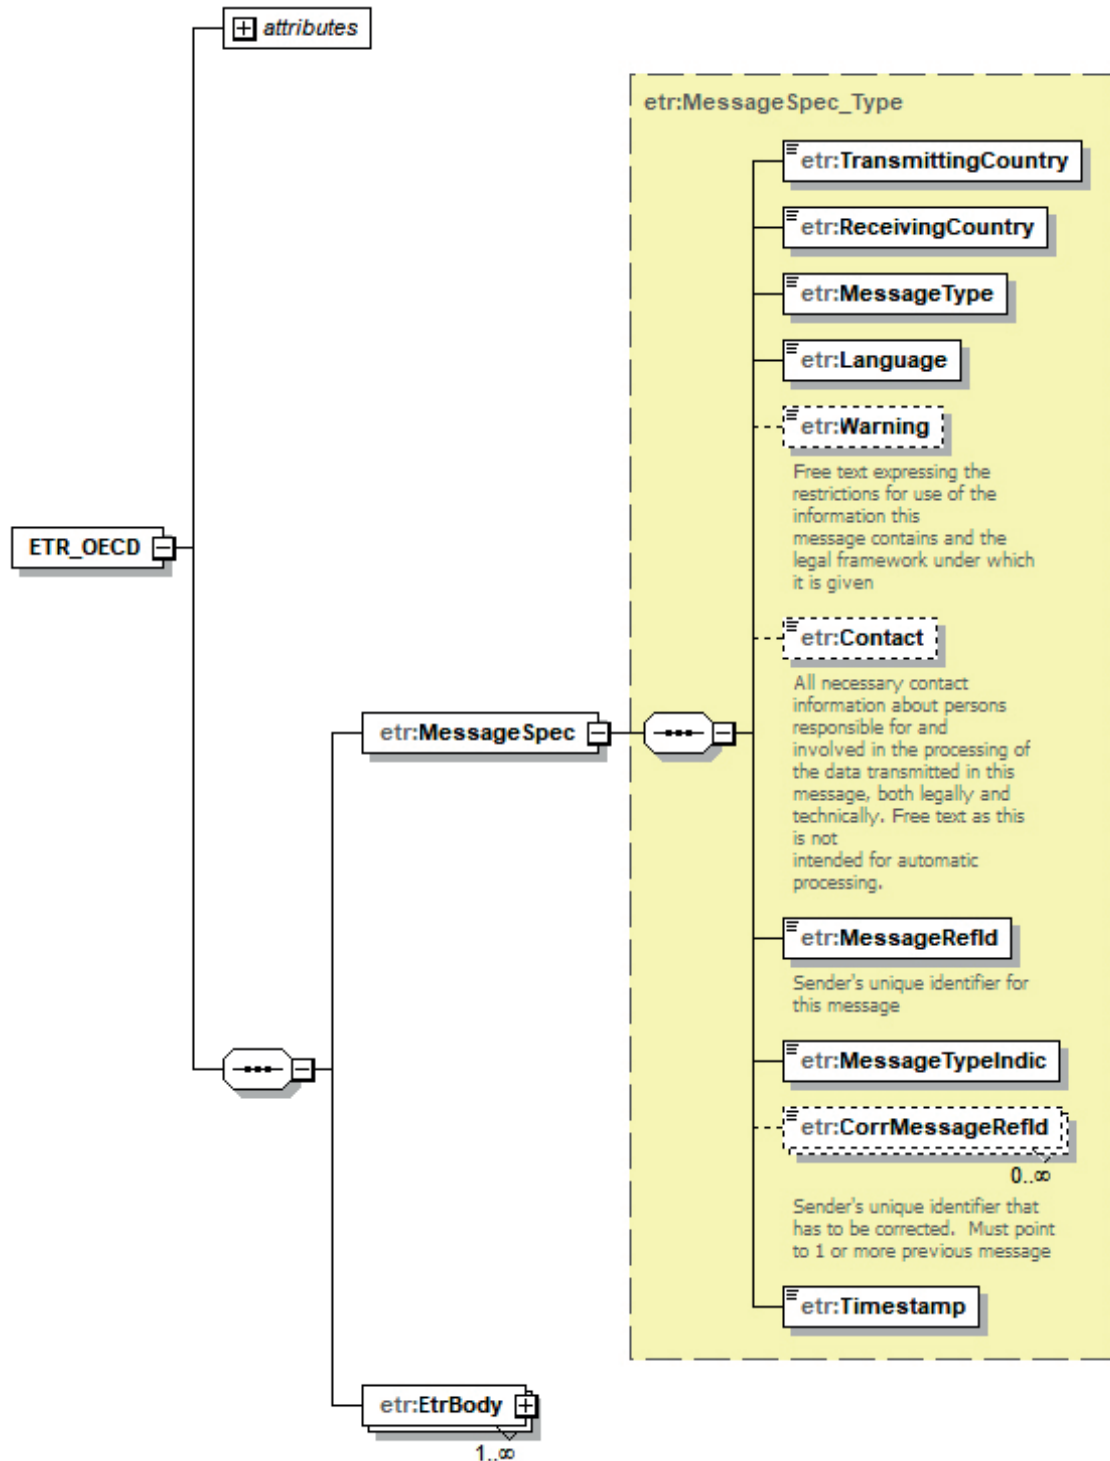 attributes
etr:MessageSpec_Type
etr:TransmittingCountry
etr:ReceivingCountry
etr:MessageType
etr:Language
etr:Warning
Free text expressing the
restrictions for use of the
information this
message contains and the
legal framework under which
it is given
ETR_OECD
etr:Contact
All necessary contact
information about persons
responsible for and
involved in the processing of
the data transmitted in this
message, both legally and
technically. Free text as this
is not
intended for automatic
processing.
etr:MessageSpec
etr:MessageRefId
Sender's unique identifier for
this message
etr:MessageTypeIndic
etr:CorrMessageRefId
0..∞
Sender's unique identifier that
has to be corrected.  Must point
to 1 or more previous message
etr:Timestamp
etr:EtrBody
1..∞